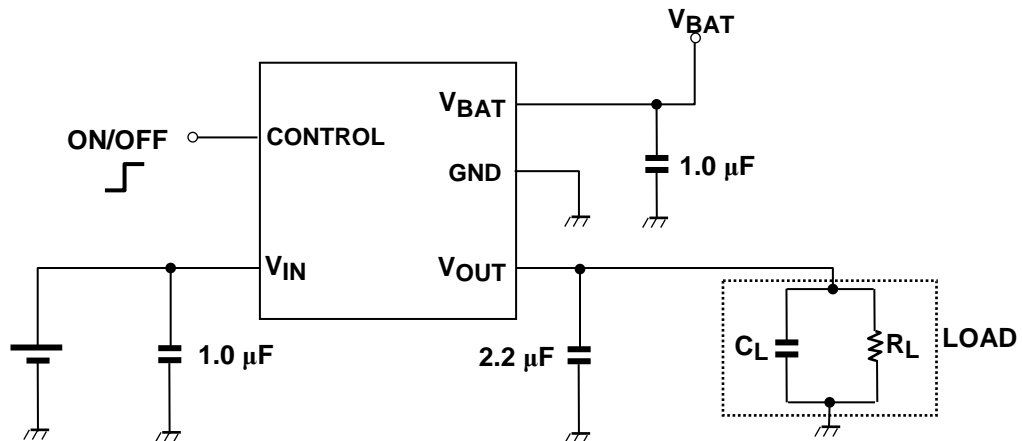 VBAT
VBAT
ON/OFF
CONTROL
GND
1.0 μF
VIN
VOUT
1.0 μF
2.2 μF
CL
RL
LOAD